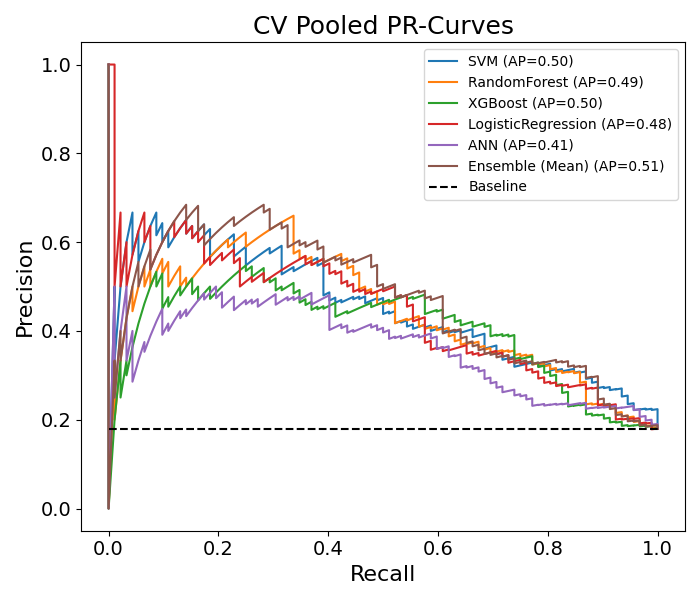 CV Pooled PR-Curves
SVM (AP=0.50)
RandomForest (AP=0.49)
XGBoost (AP=0.50)
LogisticRegression (AP=0.48)
ANN (AP=0.41)
Ensemble (Mean) (AP=0.51)
Baseline
Precision
1.0
0.8
0.6
0.4
0.2
0.0
0.0 0.2 0.4 0.6 0.8 1.0
Recall